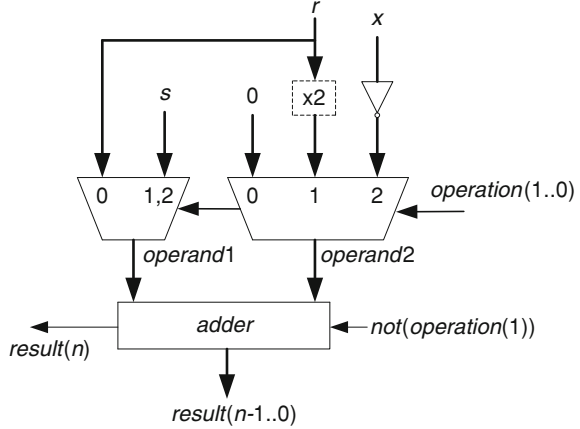 r
x
s
0
x2
0
1,2
0
1
2
operation(1..0)
operand1
operand2
adder
not(operation(1))
result(n)
result(n-1..0)